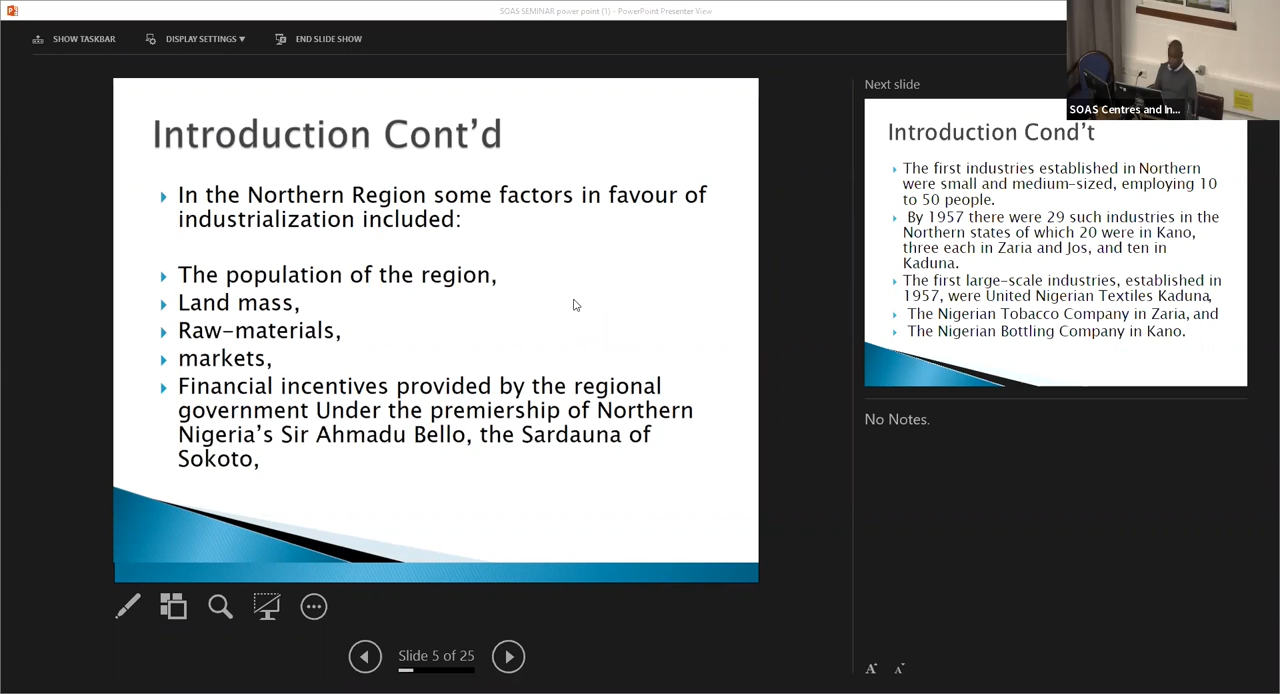 SOAS SEMINAR power point (1) - PowerPoint Presenter View
SHOW TASKBAR
DISPLAY SETTINGS ▼
END SLIDE SHOW
Introduction Cont’d
In the Northern Region some factors in favour of
industrialization included:
The population of the region,
Land mass,
Raw-materials,
markets,
Financial incentives provided by the regional
government Under the premiership of Northern
Nigeria’s Sir Ahmadu Bello, the Sardauna of
Sokoto,
Slide 5 of 25
Next slide
SOAS Centres and In...
Introduction Cond’t
The first industries established in Northern
were small and medium-sized, employing 10
to 50 people.
By 1957 there were 29 such industries in the
Northern states of which 20 were in Kano,
three each in Zaria and Jos, and ten in
Kaduna.
The first large-scale industries, established in
1957, were United Nigerian Textiles Kaduna,
The Nigerian Tobacco Company in Zaria, and
The Nigerian Bottling Company in Kano.
No Notes.
A A